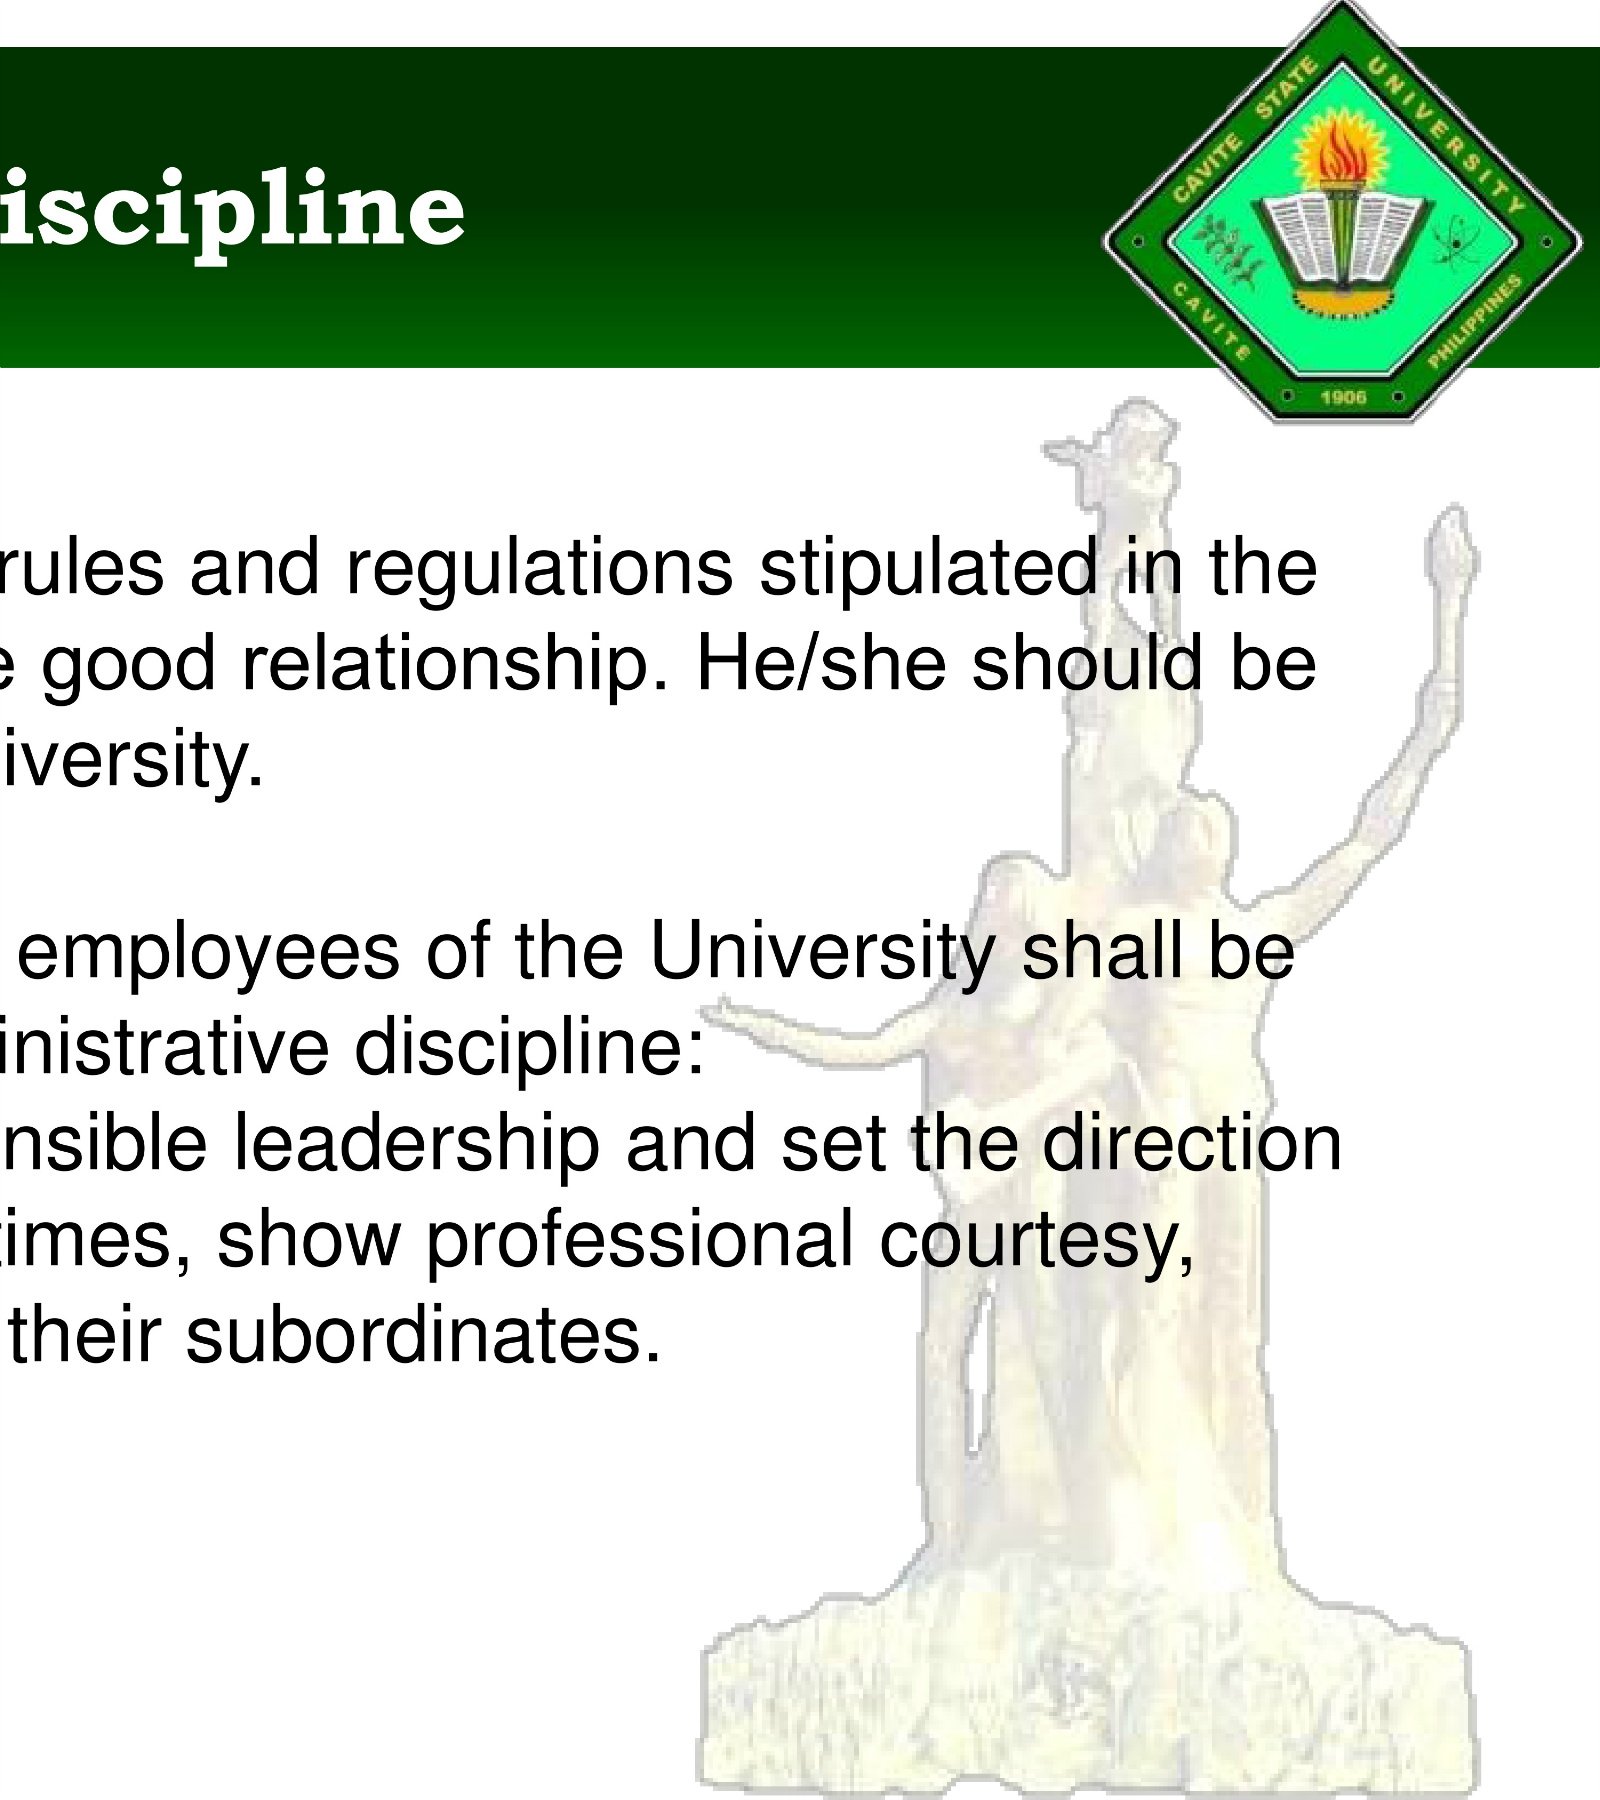 iscipline
CAVITE STATE UNIVERSITY
CAVITE PHILIPPINES
1906
rules and regulations stipulated in the
e good relationship. He/she should be
iversity.
employees of the University shall be
inistrative discipline:
nsible leadership and set the direction
times, show professional courtesy,
their subordinates.